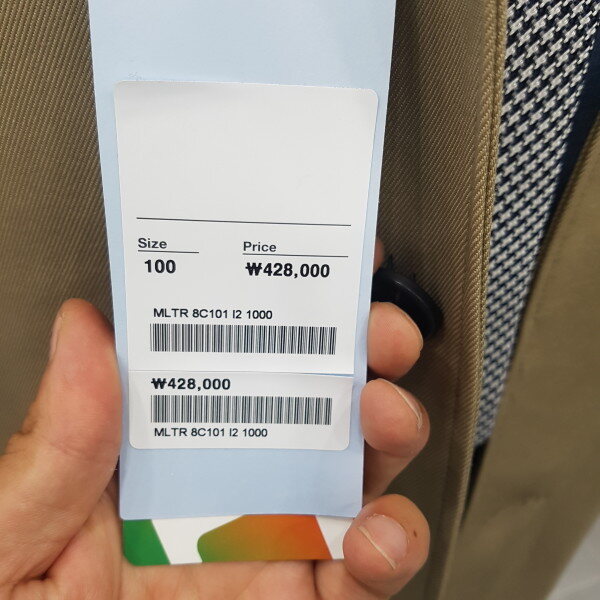 Size Price
100 ₩428,000
MLTR 8C101 I2 1000
₩428,000
MLTR 8C101 I2 1000